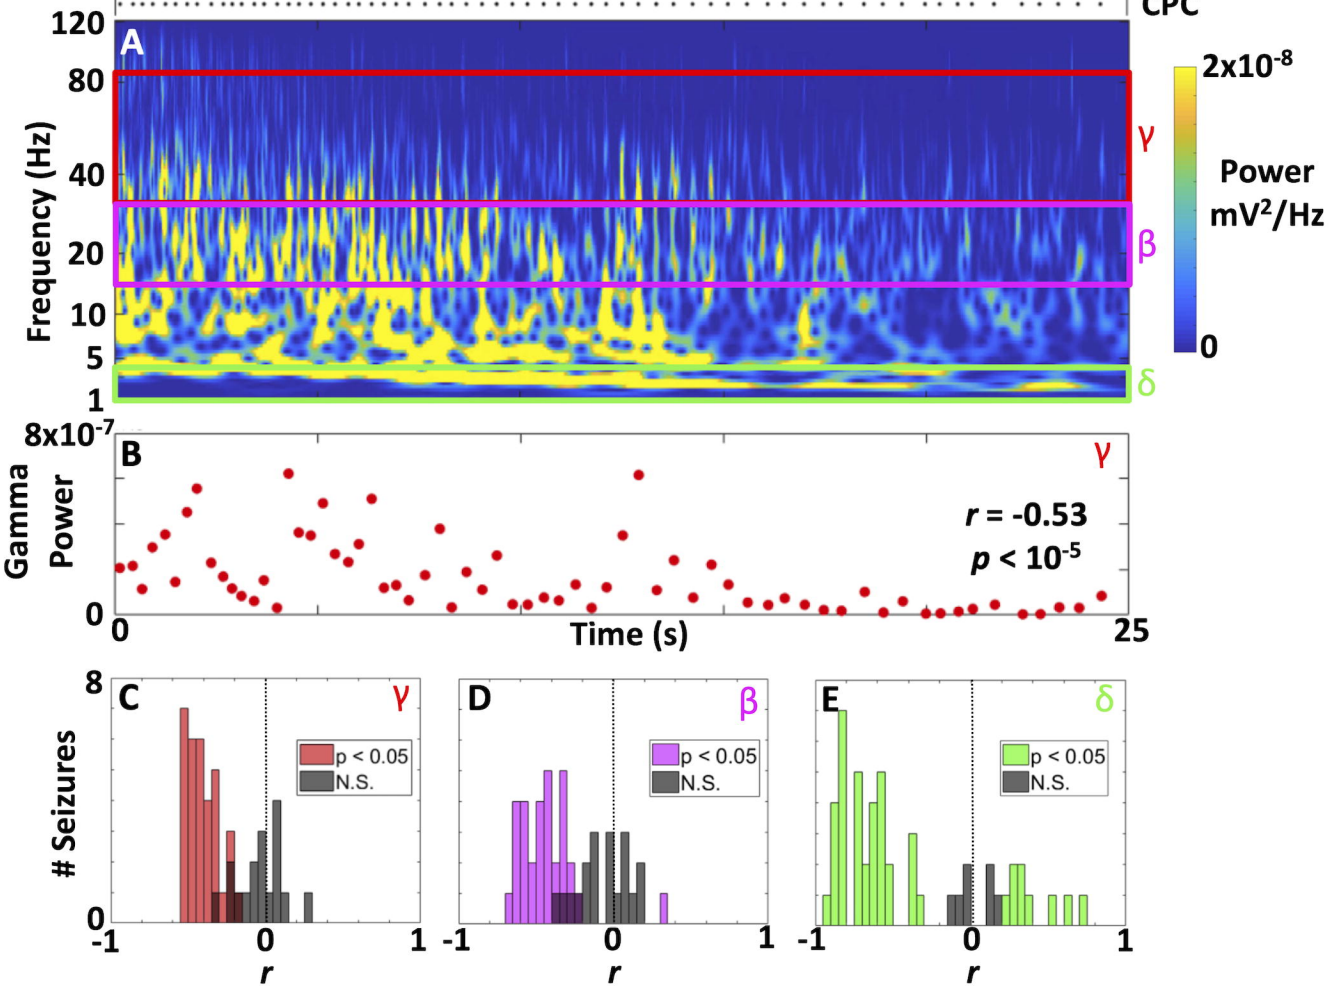 CPC
120
A
80
40
20
10
5
1
Frequency (Hz)
γ
β
δ
2x10-8
Power
mV2/Hz
0
8x10-7
B
γ
Gamma
Power
r = -0.53
p < 10-5
0
0
Time (s)
25
8
C
γ
p < 0.05
N.S.
# Seizures
0
-1
0
1
r
D
β
p < 0.05
N.S.
-1
0
1
r
E
δ
p < 0.05
N.S.
-1
0
1
r